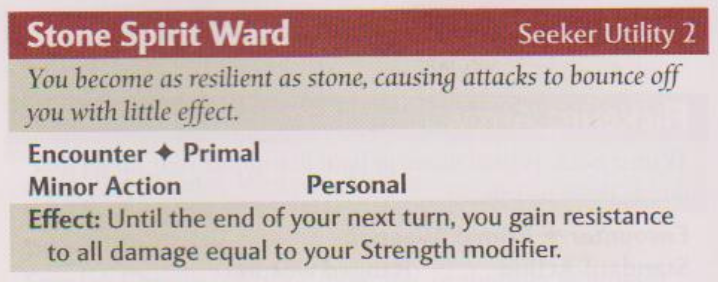 Stone Spirit Ward Seeker Utility 2
You become as resilient as stone, causing attacks to bounce off
you with little effect.
Encounter ✦ Primal
Minor Action Personal
Effect: Until the end of your next turn, you gain resistance
to all damage equal to your Strength modifier.